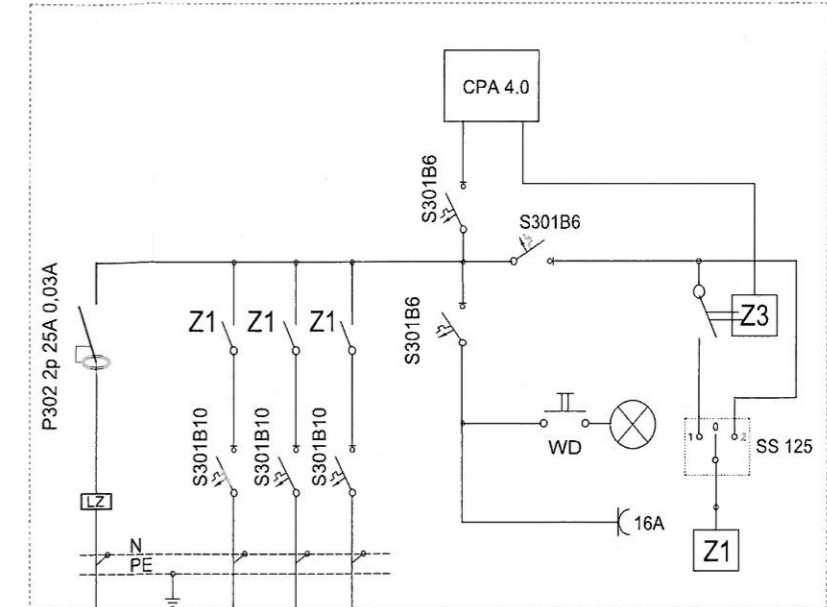 CPA 4.0
S301B6
S301B6
P302 2p 25A 0,03A
Z1
Z1
Z1
S301B6
Z3
S301B10
S301B10
S301B10
WD
1
0
2
SS 125
LZ
16A
N
PE
Z1